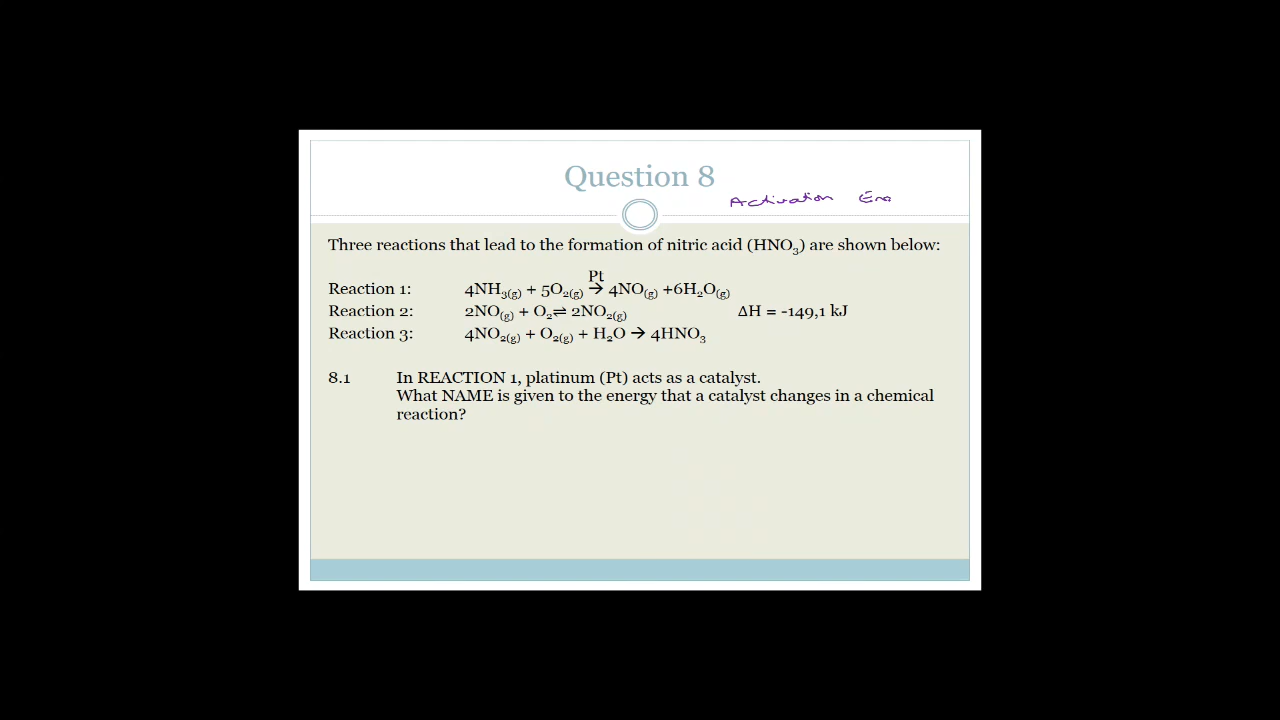 Question 8
Activation Ene
Three reactions that lead to the formation of nitric acid (HNO₃) are shown below:
Pt
Reaction 1: 4NH₃(g) + 5O₂(g) → 4NO(g) +6H₂O(g)
Reaction 2: 2NO(g) + O₂⇌ 2NO₂(g) ΔH = -149,1 kJ
Reaction 3: 4NO₂(g) + O₂(g) + H₂O → 4HNO₃
8.1 In REACTION 1, platinum (Pt) acts as a catalyst.
What NAME is given to the energy that a catalyst changes in a chemical
reaction?